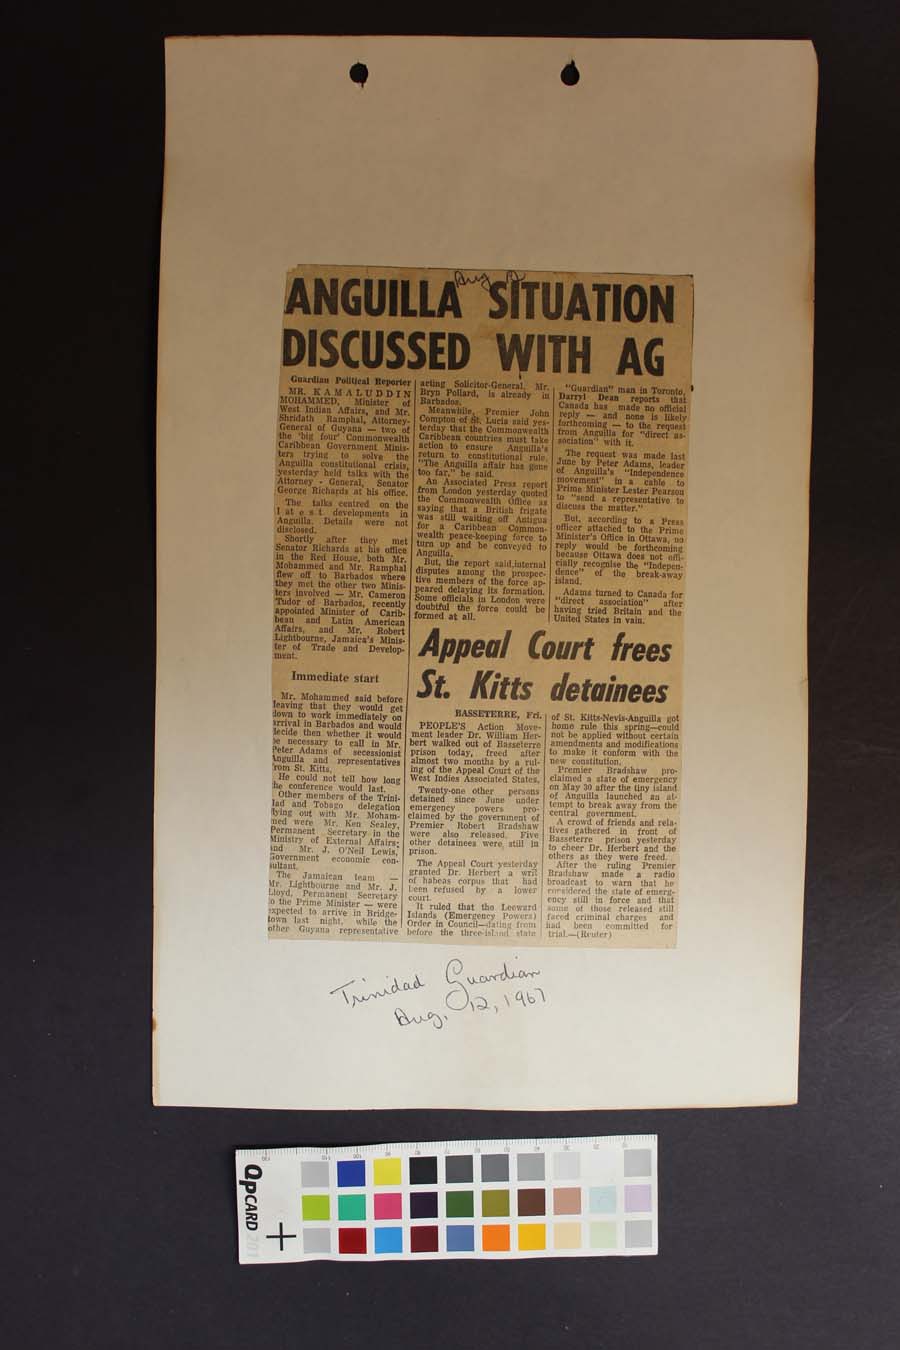 Aug
ANGUILLA SITUATION
DISCUSSED WITH AG
Guardian Political Reporter
MR. KAMALUDDIN
MOHAMMED, Minister of
West Indian Affairs, and Mr.
Shridath Ramphal, Attorney-
General of Guyana — two of
the 'big four' Commonwealth
Caribbean Government Minis-
ters trying to solve the
Anguilla constitutional crisis,
yesterday held talks with the
Attorney - General, Senator
George Richards at his office.
The talks centred on the
latest developments in
Anguilla. Details were not
disclosed.
Shortly after they met
Senator Richards at his office
in the Red House, both Mr.
Mohammed and Mr. Ramphal
flew off to Barbados where
they met the other two Minis-
ters involved — Mr. Cameron
Tudor of Barbados, recently
appointed Minister of Carib-
bean and Latin American
Affairs, and Mr. Robert
Lightbourne, Jamaica's Minis-
ter of Trade and Develop-
ment.
Immediate start
Mr. Mohammed said before
leaving that they would get
down to work immediately on
arrival in Barbados and would
decide then whether it would
be necessary to call in Mr.
Peter Adams of secessionist
Anguilla and representatives
from St. Kitts.
He could not tell how long
the conference would last.
Other members of the Trini-
dad and Tobago delegation
flying out with Mr. Moham-
med were Mr. Ken Sealey,
Permanent Secretary in the
Ministry of External Affairs;
and Mr. J. O'Neil Lewis,
Government economic con-
sultant.
The Jamaican team —
Mr. Lightbourne and Mr. J.
Lloyd, Permanent Secretary
to the Prime Minister — were
expected to arrive in Bridge-
town last night, while the
other Guyana representative
acting Solicitor-General, Mr.
Bryn Pollard, is already in
Barbados.
Meanwhile, Premier John
Compton of St. Lucia said yes-
terday that the Commonwealth
Caribbean countries must take
action to ensure Anguilla's
return to constitutional rule.
"The Anguilla affair has gone
too far," he said.
An Associated Press report
from London yesterday quoted
the Commonwealth Office as
saying that a British frigate
was still waiting off Antigua
for a Caribbean Common-
wealth peace-keeping force to
turn up and be conveyed to
Anguilla.
But, the report said, internal
disputes among the prospec-
tive members of the force ap-
peared delaying its formation.
Some officials in London were
doubtful the force could be
formed at all.
"Guardian" man in Toronto,
Darryl Dean reports that
Canada has made no official
reply — and none is likely
forthcoming — to the request
from Anguilla for "direct as-
sociation" with it.
The request was made last
June by Peter Adams, leader
of Anguilla's "Independence
movement" in a cable to
Prime Minister Lester Pearson
to "send a representative to
discuss the matter."
But, according to a Press
officer attached to the Prime
Minister's Office in Ottawa, no
reply would be forthcoming
because Ottawa does not offi-
cially recognise the "Indepen-
dence" of the break-away
island.
Adams turned to Canada for
"direct association" after
having tried Britain and the
United States in vain.
Appeal Court frees
St. Kitts detainees
BASSETERRE, Fri.
PEOPLE'S Action Move-
ment leader Dr. William Her-
bert walked out of Basseterre
prison today, freed after
almost two months by a rul-
ing of the Appeal Court of the
West Indies Associated States.
Twenty-one other persons
detained since June under
emergency powers pro-
claimed by the government of
Premier Robert Bradshaw
were also released. Five
other detainees were still in
prison.
The Appeal Court yesterday
granted Dr. Herbert a writ
of habeas corpus that had
been refused by a lower
court.
It ruled that the Leeward
Islands (Emergency Powers)
Order in Council—dating from
before the three-island state
of St. Kitts-Nevis-Anguilla got
home rule this spring—could
not be applied without certain
amendments and modifications
to make it conform with the
new constitution.
Premier Bradshaw pro-
claimed a state of emergency
on May 30 after the tiny island
of Anguilla launched an at-
tempt to break away from the
central government.
A crowd of friends and rela-
tives gathered in front of
Basseterre prison yesterday
to cheer Dr. Herbert and the
others as they were freed.
After the ruling Premier
Bradshaw made a radio
broadcast to warn that he
considered the state of emerg-
ency still in force and that
some of those released still
faced criminal charges and
had been committed for
trial.—(Reuter)
Trinidad Guardian
Aug. 12, 1967
QPCARD 201